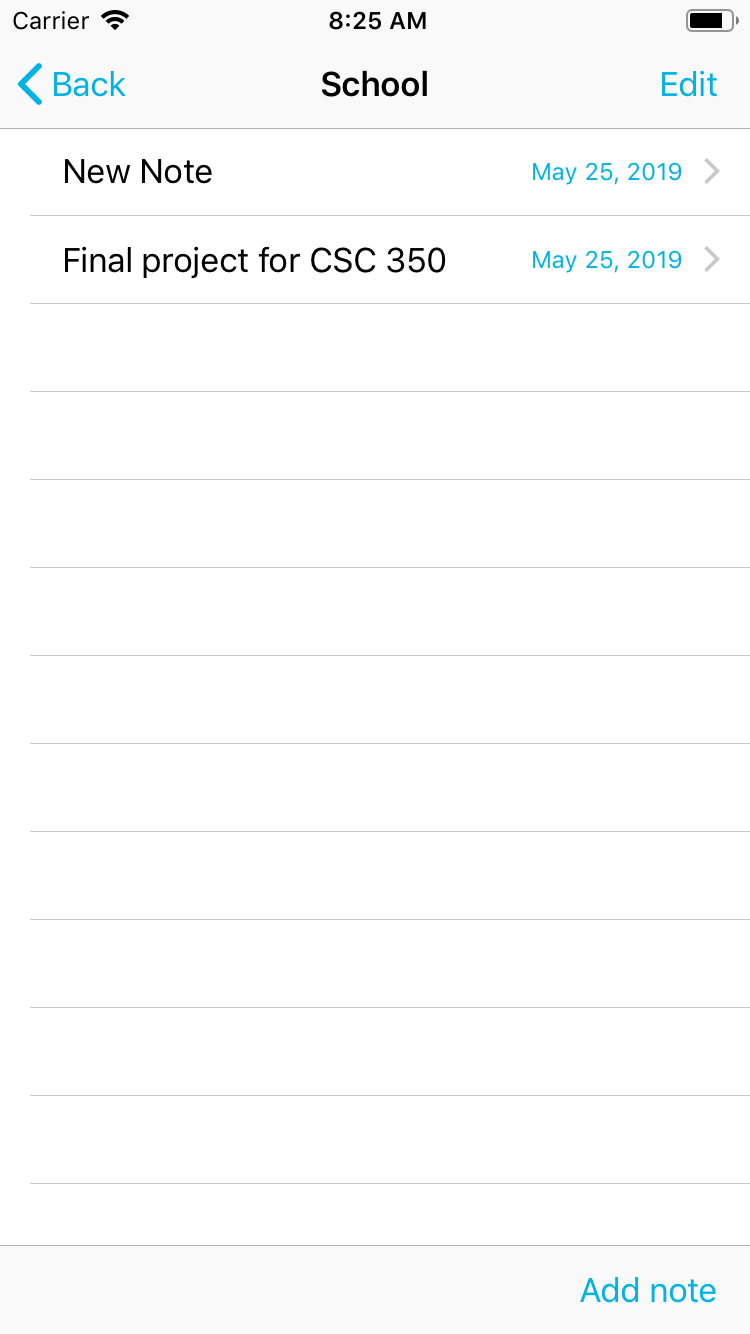 Carrier 8:25 AM
Back School Edit
New Note May 25, 2019
Final project for CSC 350 May 25, 2019
Add note